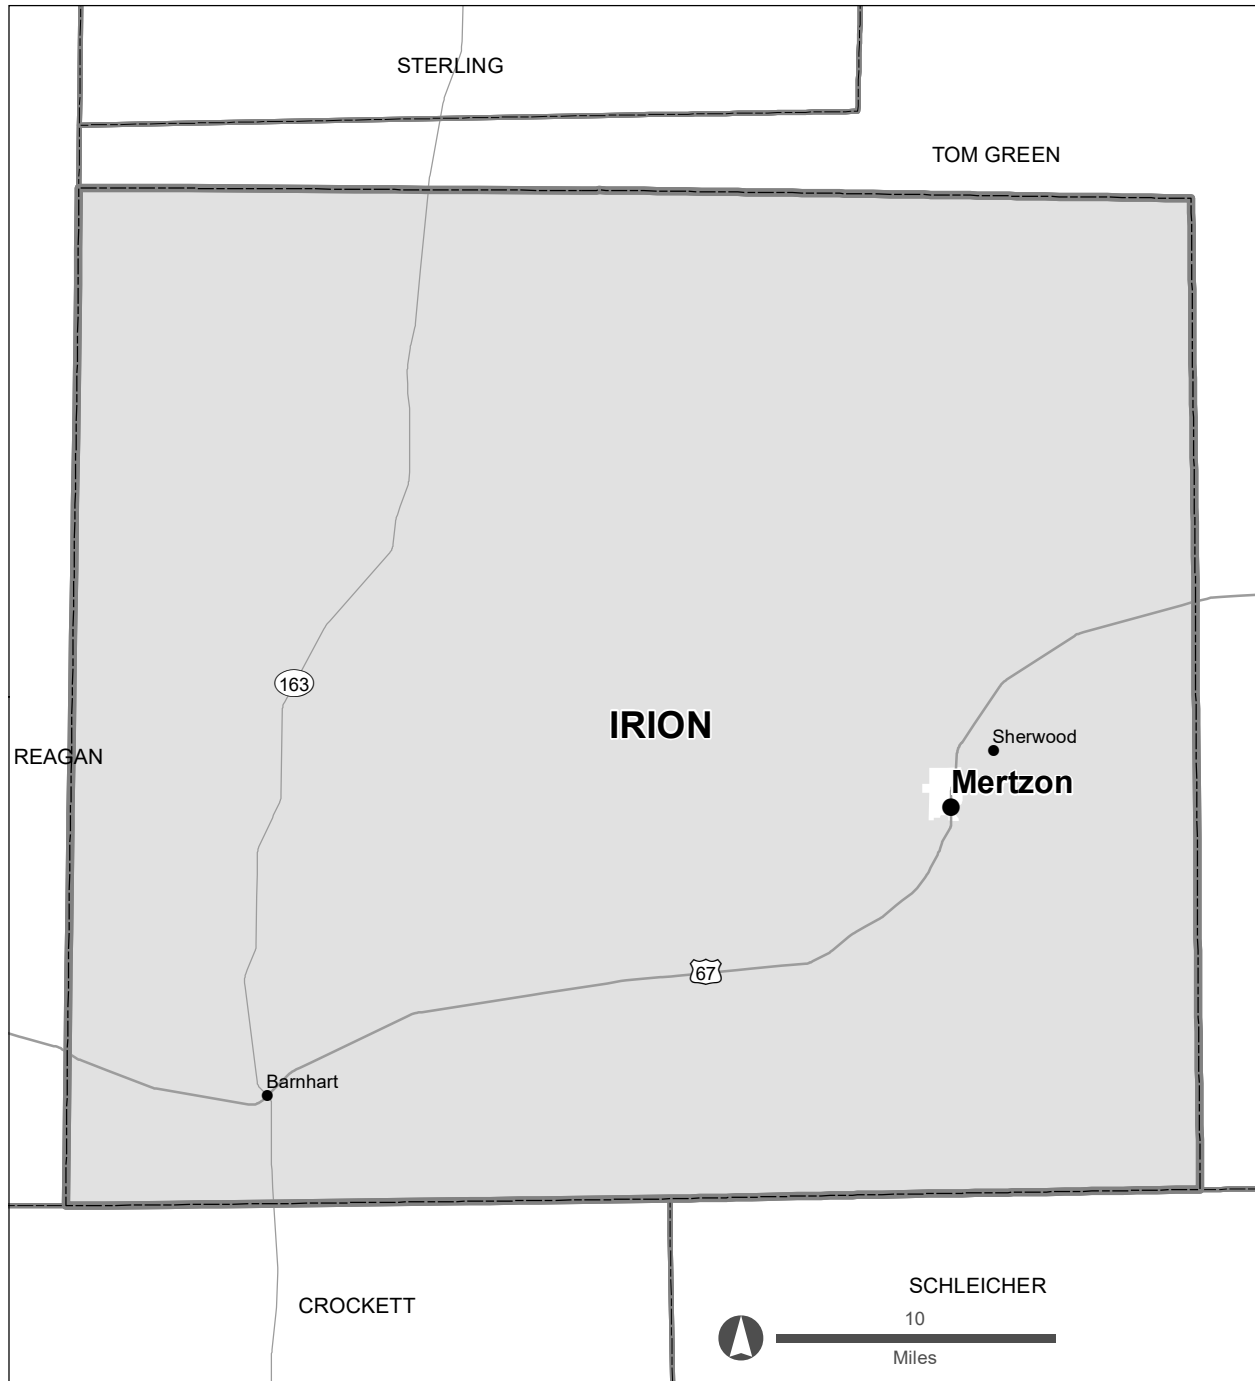 STERLING
TOM GREEN
163
IRION
Sherwood
REAGAN
Mertzon
67
Barnhart
SCHLEICHER
CROCKETT
10
Miles